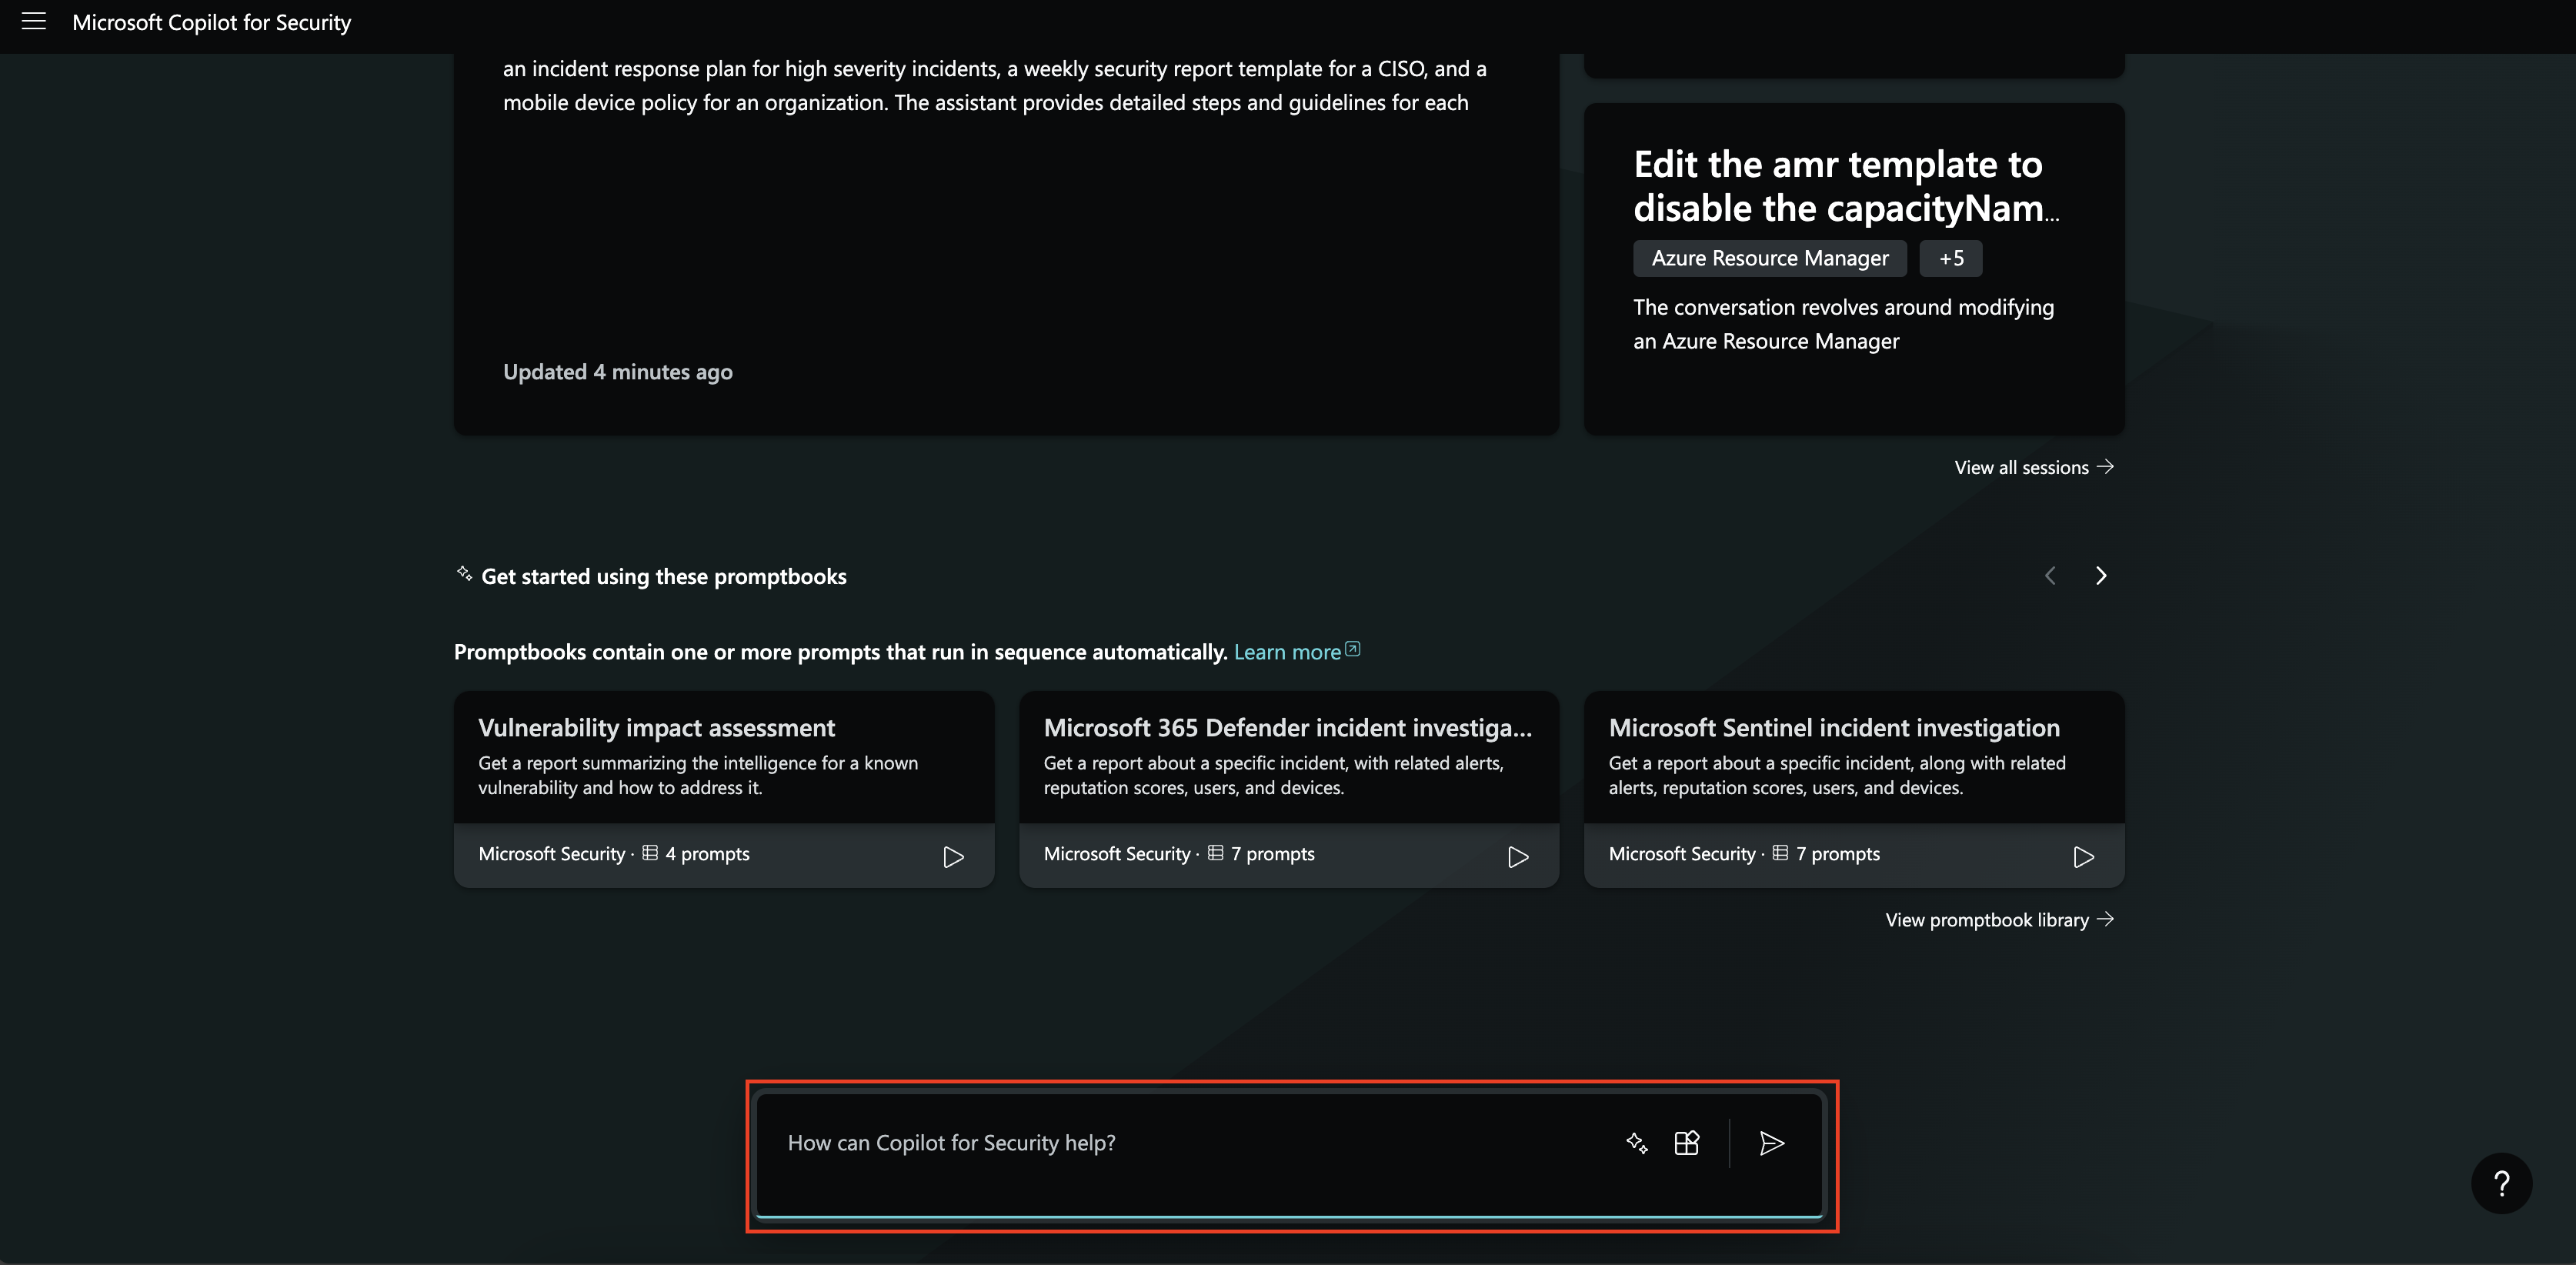 Microsoft Copilot for Security
an incident response plan for high severity incidents, a weekly security report template for a CISO, and a
mobile device policy for an organization. The assistant provides detailed steps and guidelines for each
Updated 4 minutes ago
Edit the amr template to
disable the capacityNam...
Azure Resource Manager +5
The conversation revolves around modifying
an Azure Resource Manager
View all sessions
Get started using these promptbooks
Promptbooks contain one or more prompts that run in sequence automatically. Learn more
Vulnerability impact assessment
Get a report summarizing the intelligence for a known
vulnerability and how to address it.
Microsoft Security · 4 prompts
Microsoft 365 Defender incident investiga...
Get a report about a specific incident, with related alerts,
reputation scores, users, and devices.
Microsoft Security · 7 prompts
Microsoft Sentinel incident investigation
Get a report about a specific incident, along with related
alerts, reputation scores, users, and devices.
Microsoft Security · 7 prompts
View promptbook library
How can Copilot for Security help?
?